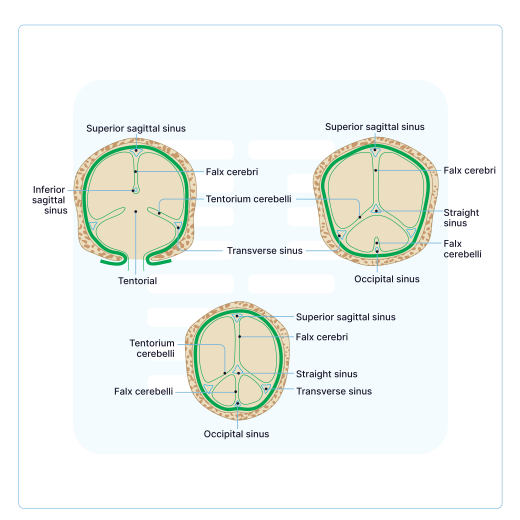 Superior sagittal sinus
Falx cerebri
Inferior
sagittal
sinus
Tentorium cerebelli
Transverse sinus
Tentorial
Superior sagittal sinus
Falx cerebri
Straight
sinus
Falx
cerebelli
Occipital sinus
Superior sagittal sinus
Falx cerebri
Tentorium
cerebelli
Straight sinus
Falx cerebelli
Transverse sinus
Occipital sinus